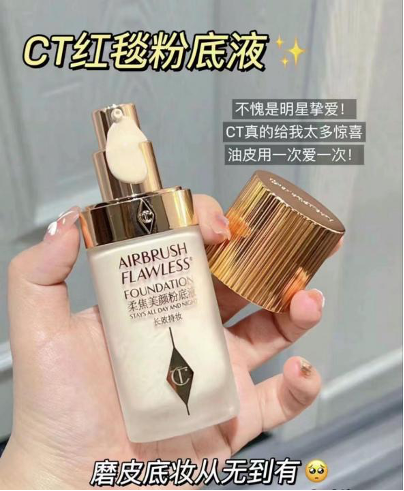 CT红毯粉底液✨
不愧是明星挚爱！
CT真的给我太多惊喜
油皮用一次爱一次！
AIRBRUSH
FLAWLESS
FOUNDATION
柔焦美颜粉底液
STAYS ALL DAY AND NIGHT
长效持妆
CT
磨皮底妆从无到有🥺